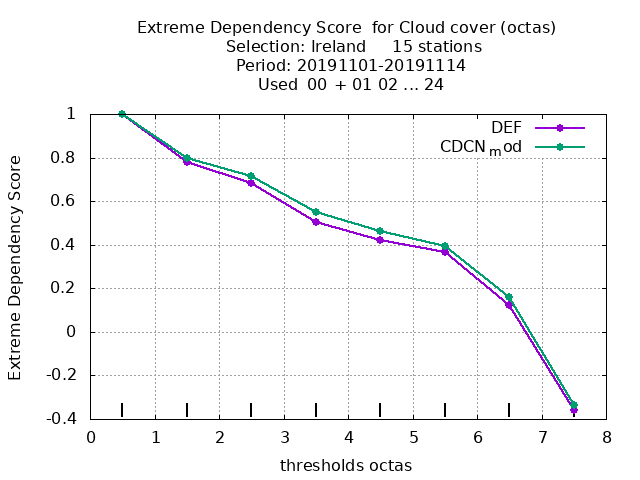 Extreme Dependency Score  for Cloud cover (octas)
Selection: Ireland     15 stations
Period: 20191101-20191114
Used  00  + 01 02 ... 24
Extreme Dependency Score
1
0.8
0.6
0.4
0.2
0
-0.2
-0.4
DEF
CDCN_mod
0 1 2 3 4 5 6 7 8
thresholds octas